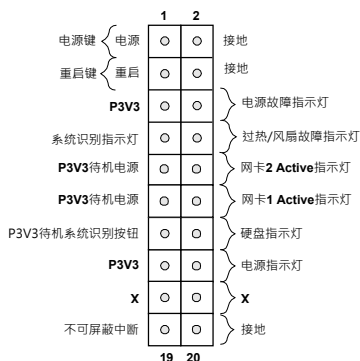 1 2
电源键 电源 接地
重启键 重启 接地
P3V3 电源故障指示灯
系统识别指示灯 过热/风扇故障指示灯
P3V3待机电源 网卡2 Active指示灯
P3V3待机电源 网卡1 Active指示灯
P3V3待机系统识别按钮 硬盘指示灯
P3V3 电源指示灯
X X
不可屏蔽中断 接地
19 20